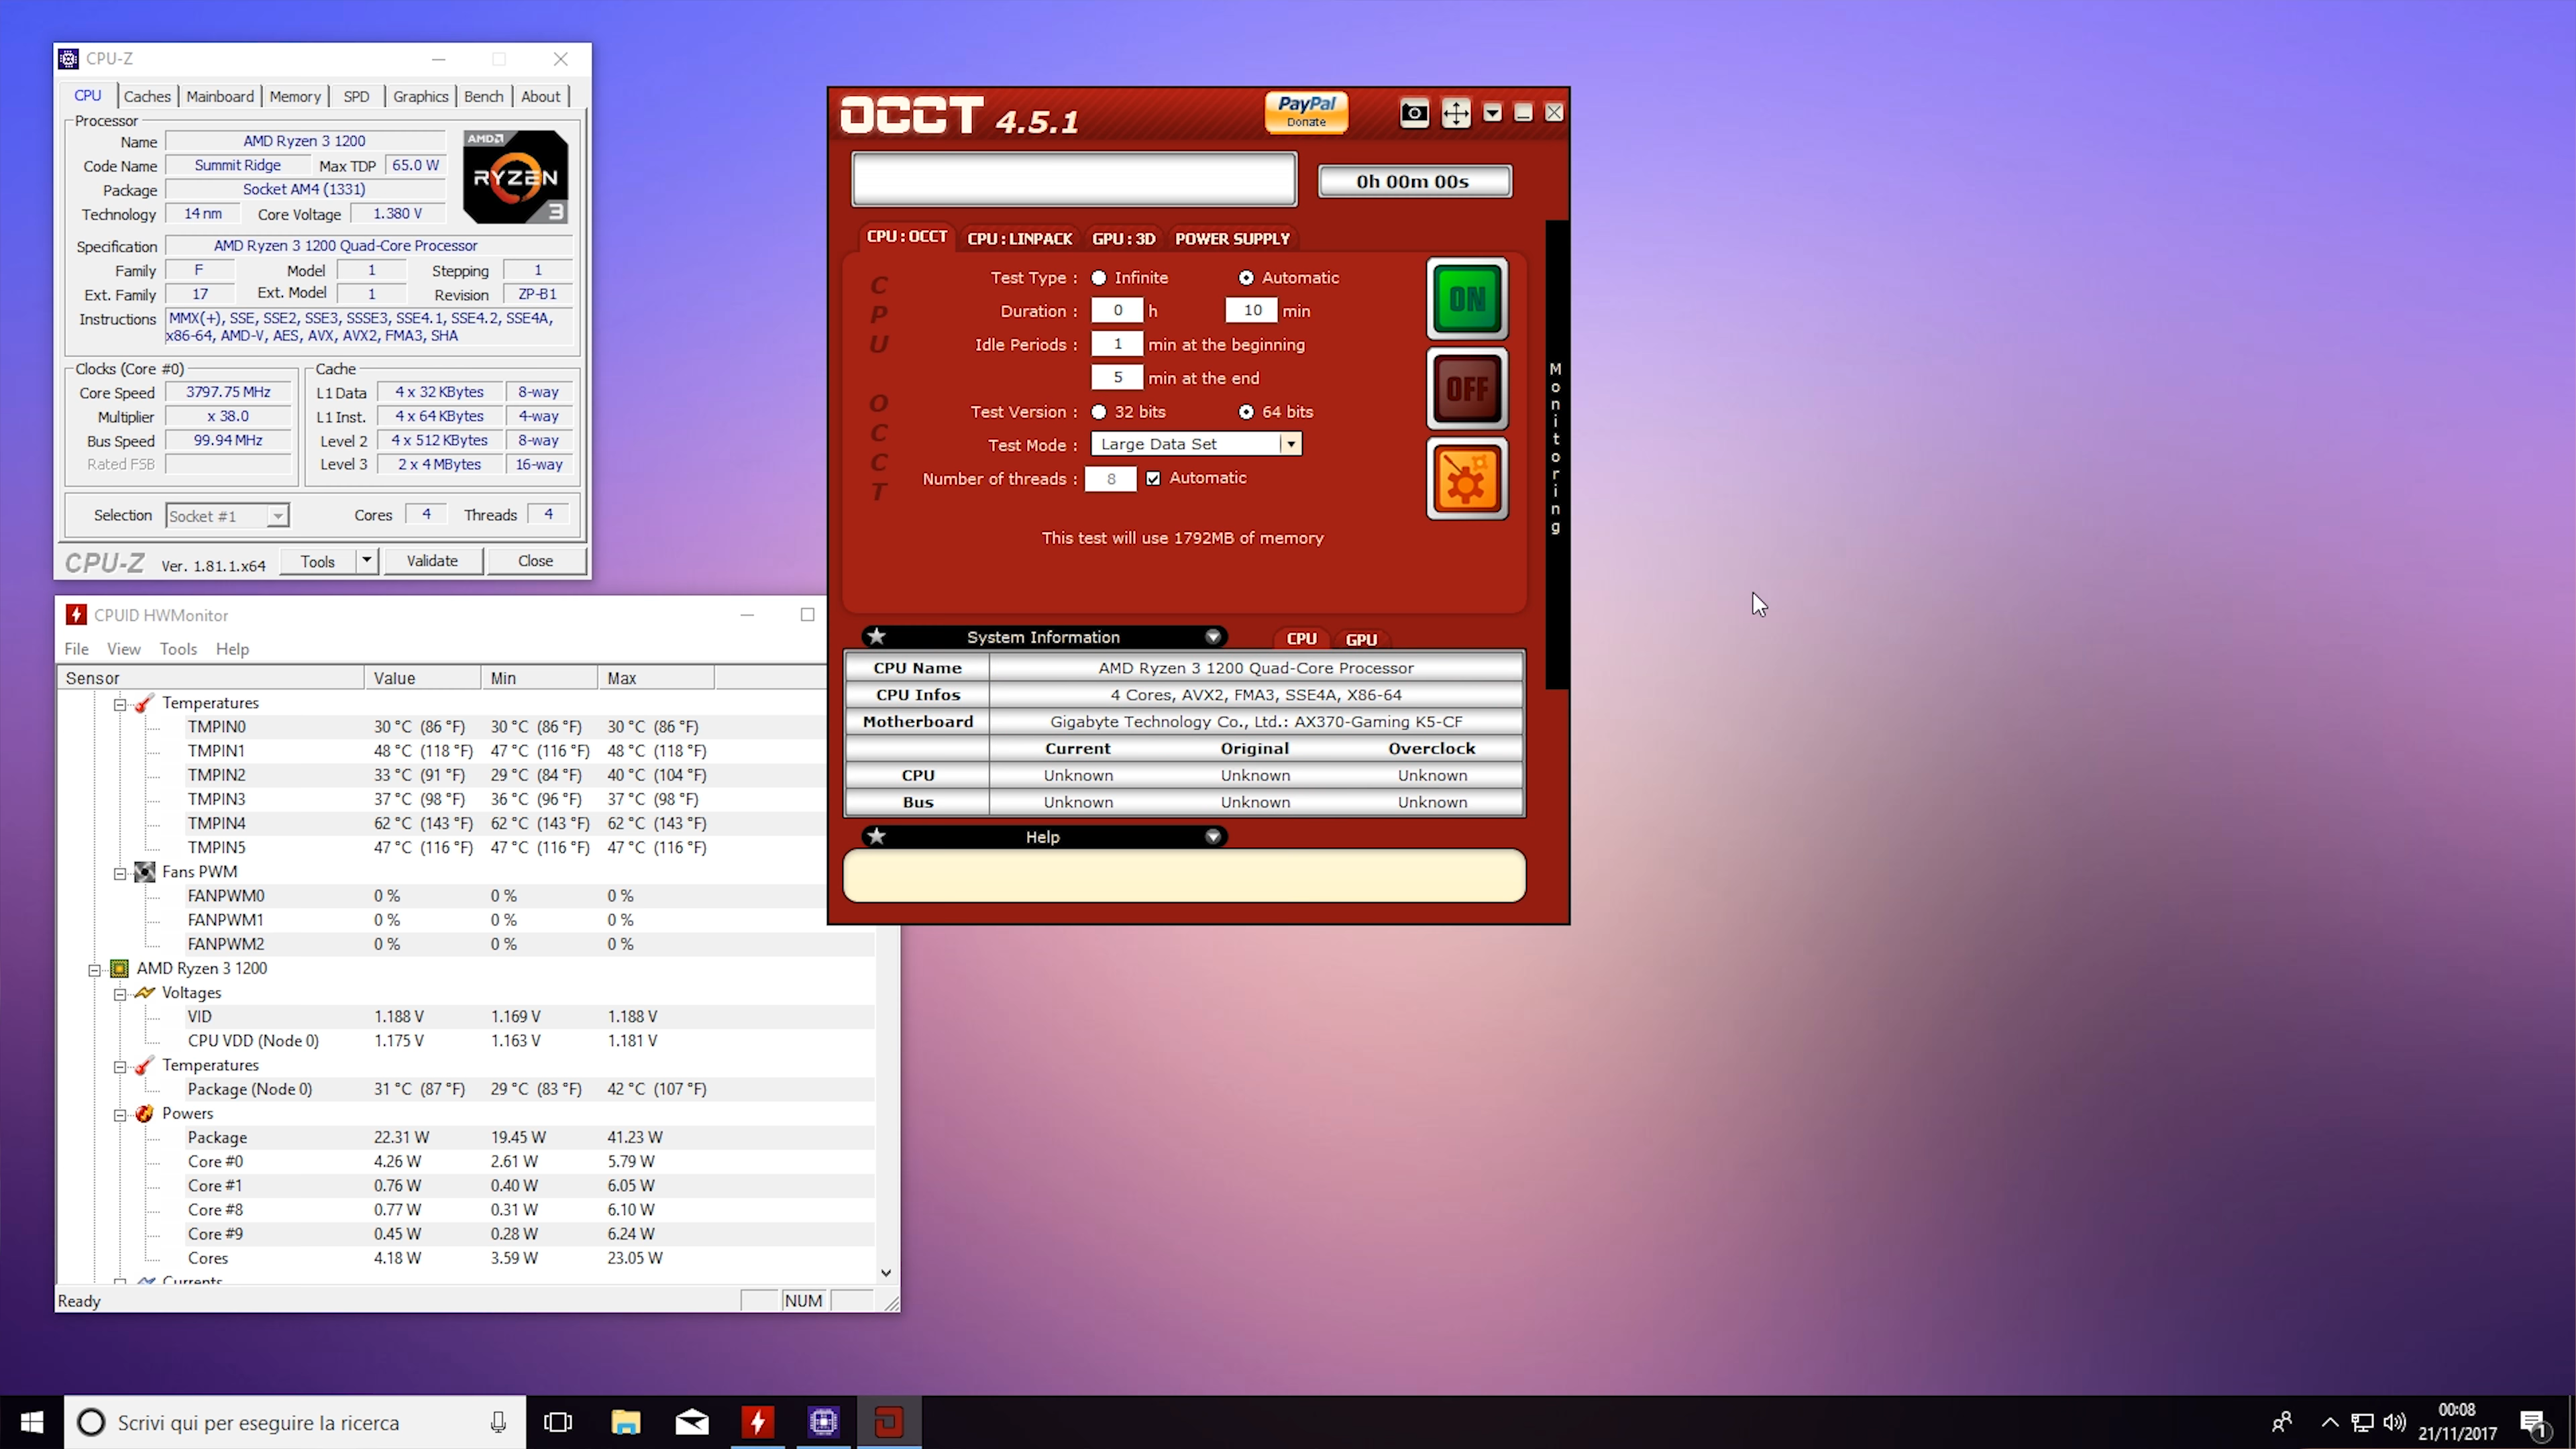 CPU-Z
CPU Caches Mainboard Memory SPD Graphics Bench About
Processor
Name AMD Ryzen 3 1200
Code Name Summit Ridge Max TDP 65.0 W
Package Socket AM4 (1331)
Technology 14 nm Core Voltage 1.380 V
AMD
RYZEN
3
Specification AMD Ryzen 3 1200 Quad-Core Processor
Family F Model 1 Stepping 1
Ext. Family 17 Ext. Model 1 Revision ZP-B1
Instructions MMX(+), SSE, SSE2, SSE3, SSSE3, SSE4.1, SSE4.2, SSE4A,
x86-64, AMD-V, AES, AVX, AVX2, FMA3, SHA
Clocks (Core #0)
Core Speed 3797.75 MHz
Multiplier x 38.0
Bus Speed 99.94 MHz
Rated FSB
Cache
L1 Data 4 x 32 KBytes 8-way
L1 Inst. 4 x 64 KBytes 4-way
Level 2 4 x 512 KBytes 8-way
Level 3 2 x 4 MBytes 16-way
Selection Socket #1 Cores 4 Threads 4
CPU-Z Ver. 1.81.1.x64 Tools Validate Close
CPUID HWMonitor
File View Tools Help
Sensor Value Min Max
Temperatures
TMPIN0 30 °C (86 °F) 30 °C (86 °F) 30 °C (86 °F)
TMPIN1 48 °C (118 °F) 47 °C (116 °F) 48 °C (118 °F)
TMPIN2 33 °C (91 °F) 29 °C (84 °F) 40 °C (104 °F)
TMPIN3 37 °C (98 °F) 36 °C (96 °F) 37 °C (98 °F)
TMPIN4 62 °C (143 °F) 62 °C (143 °F) 62 °C (143 °F)
TMPIN5 47 °C (116 °F) 47 °C (116 °F) 47 °C (116 °F)
Fans PWM
FANPWM0 0 % 0 % 0 %
FANPWM1 0 % 0 % 0 %
FANPWM2 0 % 0 % 0 %
AMD Ryzen 3 1200
Voltages
VID 1.188 V 1.169 V 1.188 V
CPU VDD (Node 0) 1.175 V 1.163 V 1.181 V
Temperatures
Package (Node 0) 31 °C (87 °F) 29 °C (83 °F) 42 °C (107 °F)
Powers
Package 22.31 W 19.45 W 41.23 W
Core #0 4.26 W 2.61 W 5.79 W
Core #1 0.76 W 0.40 W 6.05 W
Core #8 0.77 W 0.31 W 6.10 W
Core #9 0.45 W 0.28 W 6.24 W
Cores 4.18 W 3.59 W 23.05 W
Currents
Ready NUM
OCCT 4.5.1
PayPal
Donate
0h 00m 00s
CPU:OCCT CPU:LINPACK GPU:3D POWER SUPPLY
CPU OCCT
Test Type : Infinite Automatic
Duration : 0 h 10 min
Idle Periods : 1 min at the beginning
5 min at the end
Test Version : 32 bits 64 bits
Test Mode : Large Data Set
Number of threads : 8 Automatic
This test will use 1792MB of memory
ON
OFF
Monitoring
System Information CPU GPU
CPU Name AMD Ryzen 3 1200 Quad-Core Processor
CPU Infos 4 Cores, AVX2, FMA3, SSE4A, X86-64
Motherboard Gigabyte Technology Co., Ltd.: AX370-Gaming K5-CF
Current Original Overclock
CPU Unknown Unknown Unknown
Bus Unknown Unknown Unknown
Help
Scrivi qui per eseguire la ricerca
00:08
21/11/2017
1